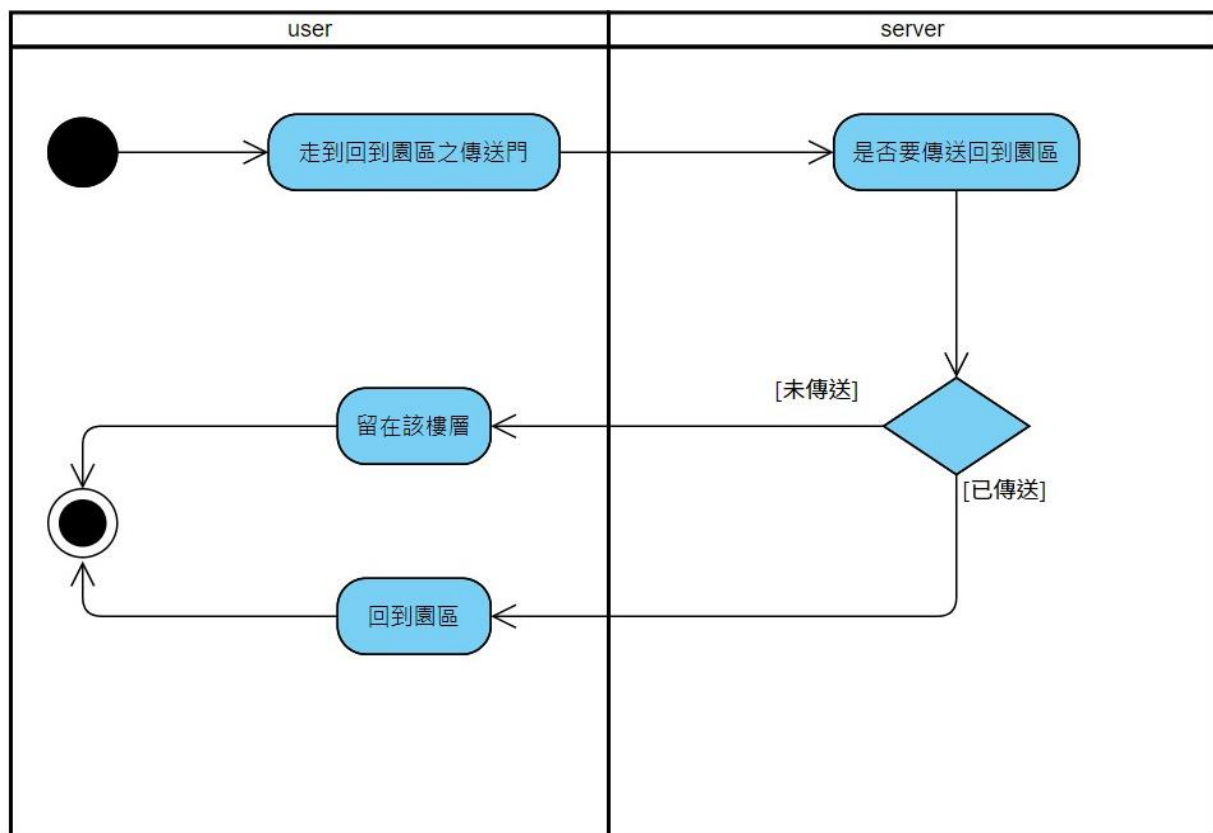 user
server
走到回到園區之傳送門
是否要傳送回到園區
[未傳送]
留在該樓層
[已傳送]
回到園區